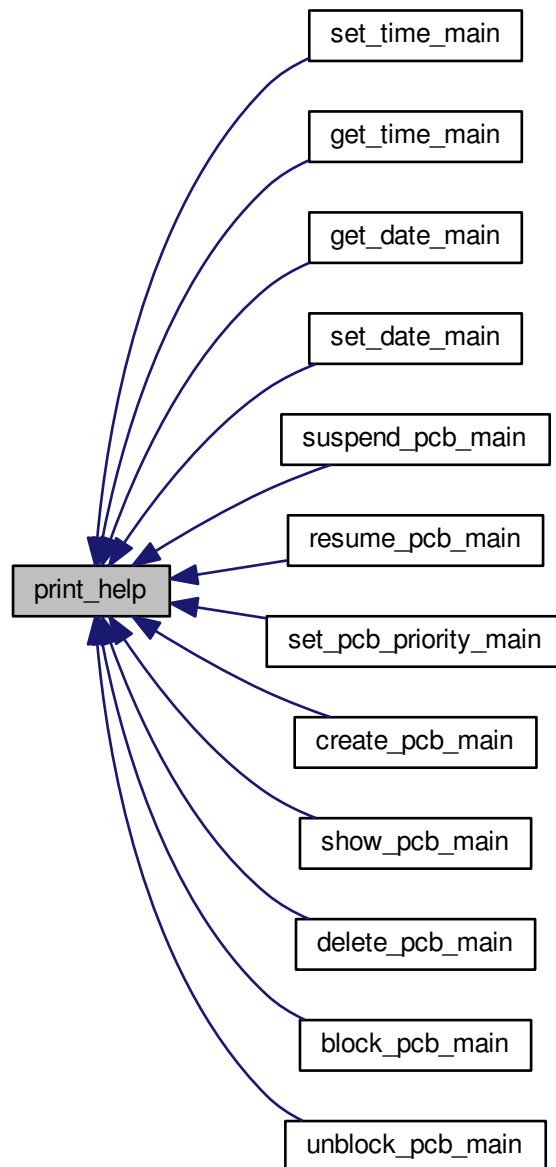 set_time_main
get_time_main
get_date_main
set_date_main
suspend_pcb_main
resume_pcb_main
print_help
set_pcb_priority_main
create_pcb_main
show_pcb_main
delete_pcb_main
block_pcb_main
unblock_pcb_main